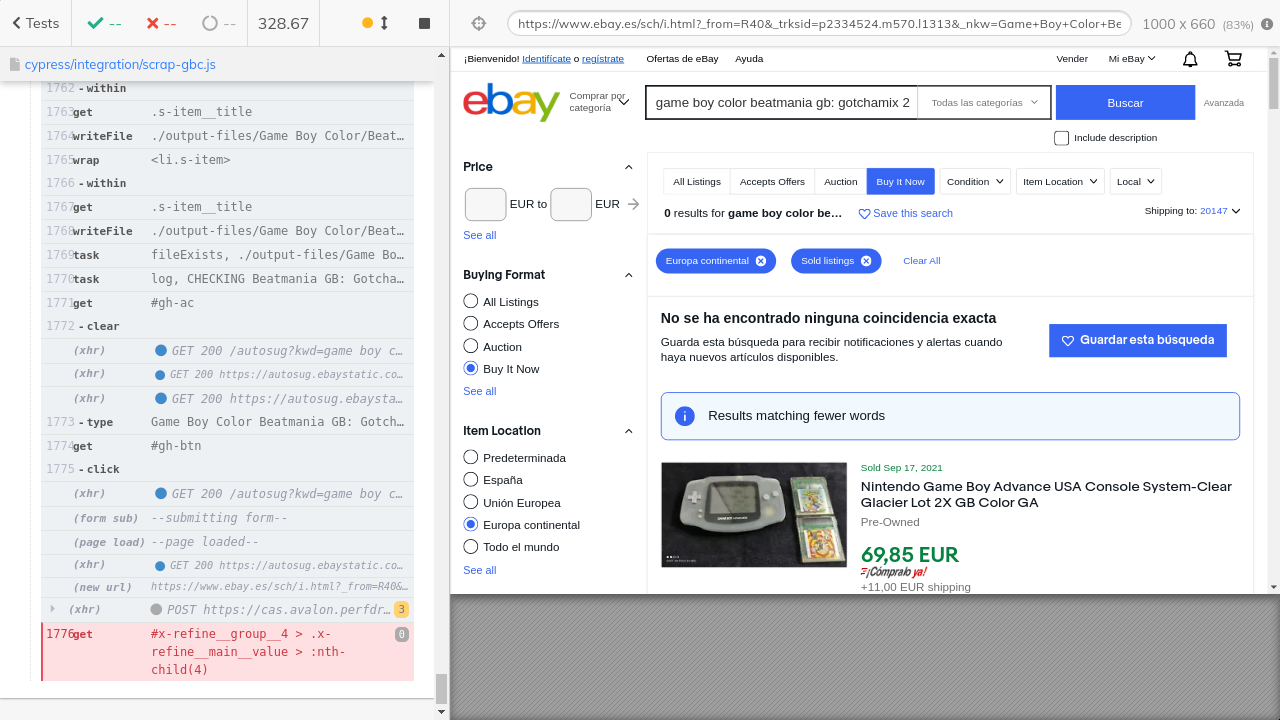 Tests
--
--
--
328.67
https://www.ebay.es/sch/i.html?_from=R40&_trksid=p2334524.m570.l1313&_nkw=Game+Boy+Color+Be
1000 x 660 (83%)
cypress/integration/scrap-gbc.js
1762 - within
1763 get .s-item__title
1764 writeFile ./output-files/Game Boy Color/Beat…
1765 wrap <li.s-item>
1766 - within
1767 get .s-item__title
1768 writeFile ./output-files/Game Boy Color/Beat…
1769 task fileExists, ./output-files/Game Bo…
1770 task log, CHECKING Beatmania GB: Gotcha…
1771 get #gh-ac
1772 - clear
(xhr) GET 200 /autosug?kwd=game boy c…
(xhr) GET 200 https://autosug.ebaystatic.co…
(xhr) GET 200 https://autosug.ebaysta…
1773 - type Game Boy Color Beatmania GB: Gotch…
1774 get #gh-btn
1775 - click
(xhr) GET 200 /autosug?kwd=game boy c…
(form sub) --submitting form--
(page load) --page loaded--
(xhr) GET 200 https://autosug.ebaystatic.co…
(new url) https://www.ebay.es/sch/i.html?_from=R40&…
(xhr) POST https://cas.avalon.perfdr… 3
1776 get #x-refine__group__4 > .x- 0
refine__main__value > :nth-
child(4)
¡Bienvenido! Identifícate o regístrate
Ofertas de eBay
Ayuda
Vender
Mi eBay
ebay
Comprar por
categoría
game boy color beatmania gb: gotchamix 2
Todas las categorías
Buscar
Avanzada
Include description
Price
EUR to
EUR
See all
Buying Format
All Listings
Accepts Offers
Auction
Buy It Now
See all
Item Location
Predeterminada
España
Unión Europea
Europa continental
Todo el mundo
See all
All Listings
Accepts Offers
Auction
Buy It Now
Condition
Item Location
Local
0 results for game boy color be…
Save this search
Shipping to: 20147
Europa continental
Sold listings
Clear All
No se ha encontrado ninguna coincidencia exacta
Guarda esta búsqueda para recibir notificaciones y alertas cuando
haya nuevos artículos disponibles.
Guardar esta búsqueda
Results matching fewer words
Sold Sep 17, 2021
Nintendo Game Boy Advance USA Console System-Clear
Glacier Lot 2X GB Color GA
Pre-Owned
69,85 EUR
¡Cómpralo ya!
+11,00 EUR shipping